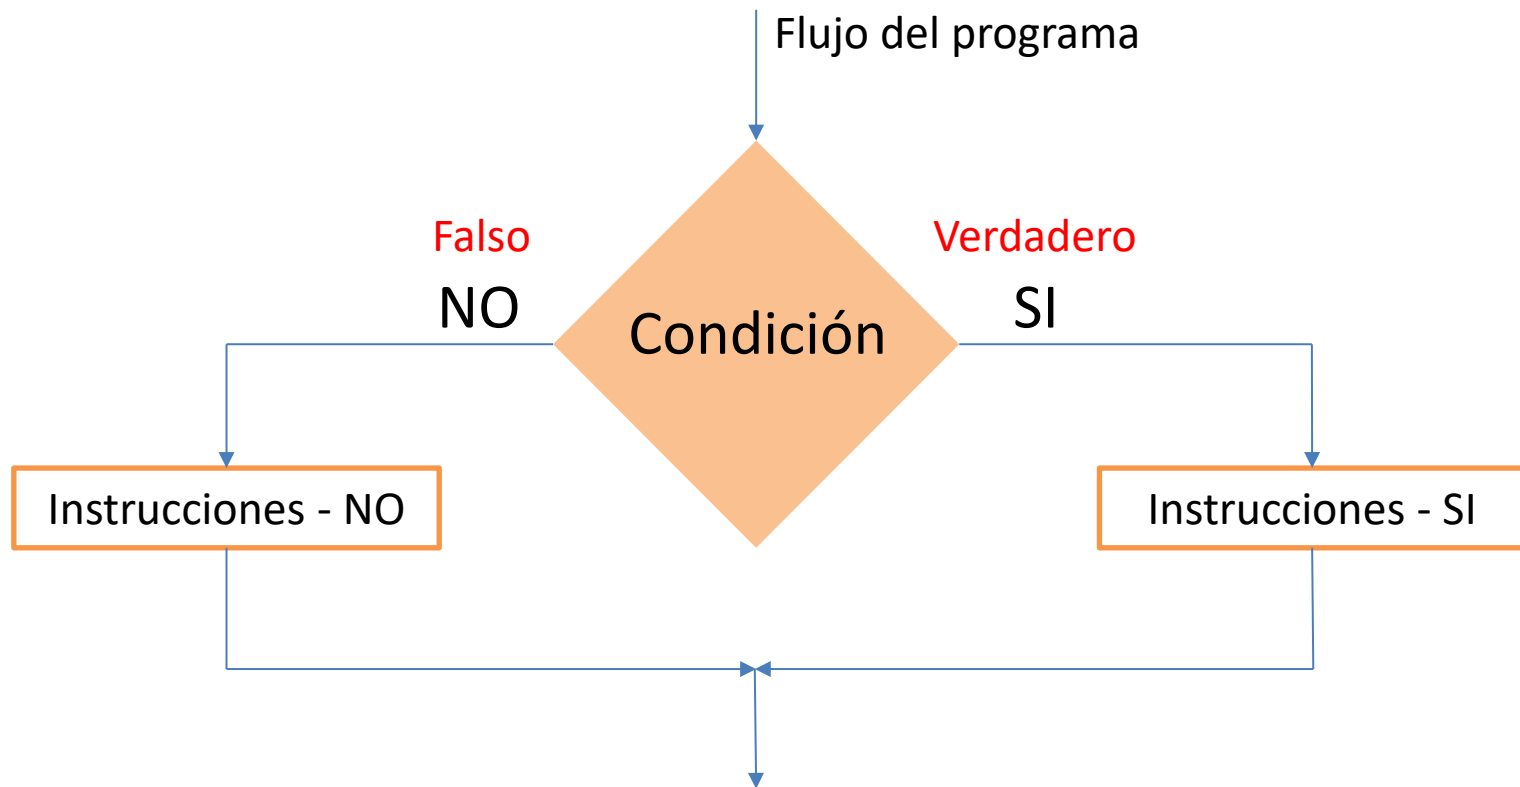 Flujo del programa
Falso
Verdadero
NO
SI
Condición
Instrucciones - NO
Instrucciones - SI